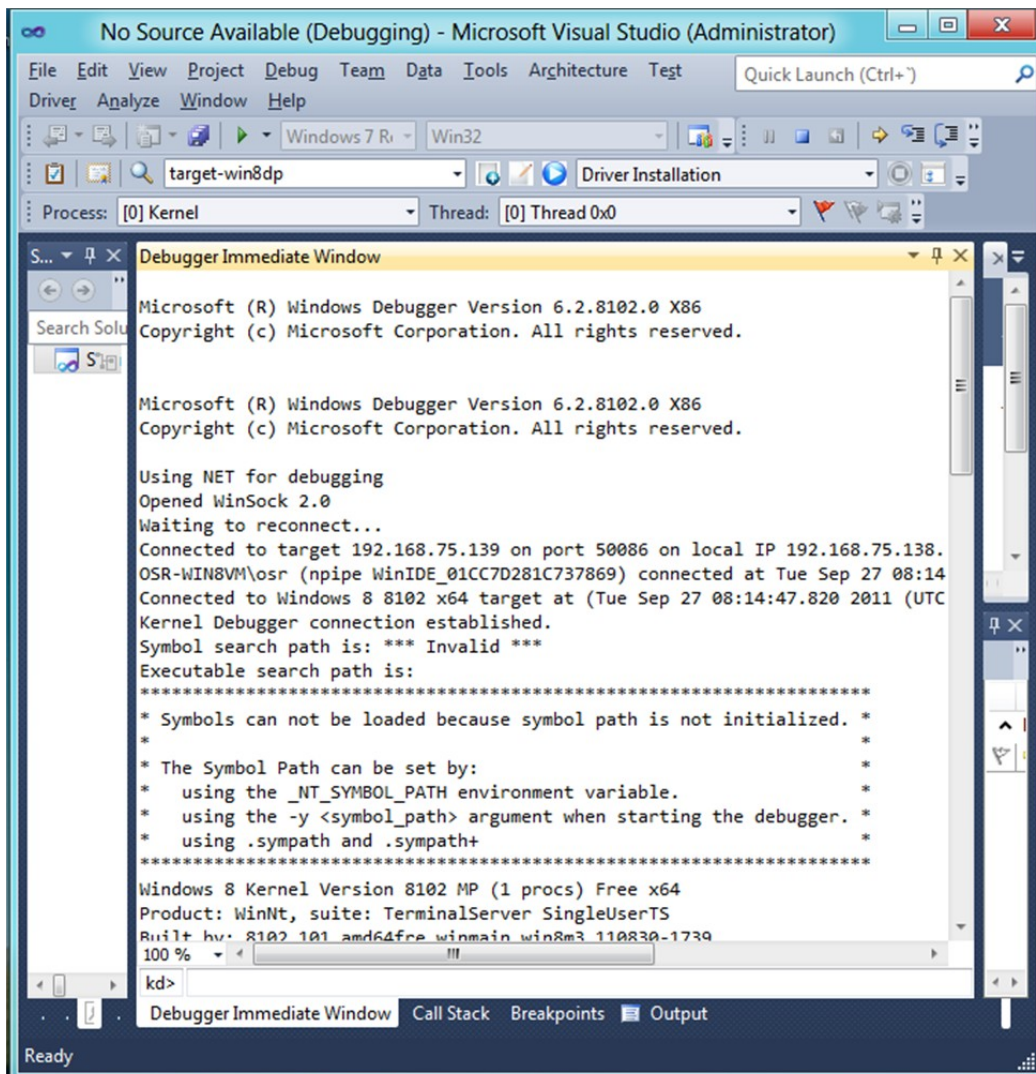 No Source Available (Debugging) - Microsoft Visual Studio (Administrator)
File Edit View Project Debug Team Data Tools Architecture Test
Quick Launch (Ctrl+`)
Driver Analyze Window Help
Windows 7 Win32
target-win8dp Driver Installation
Process: [0] Kernel Thread: [0] Thread 0x0
S... Debugger Immediate Window
Search Solu
Microsoft (R) Windows Debugger Version 6.2.8102.0 X86
Copyright (c) Microsoft Corporation. All rights reserved.
Microsoft (R) Windows Debugger Version 6.2.8102.0 X86
Copyright (c) Microsoft Corporation. All rights reserved.
Using NET for debugging
Opened WinSock 2.0
Waiting to reconnect...
Connected to target 192.168.75.139 on port 50086 on local IP 192.168.75.138.
OSR-WIN8VM\osr (npipe WinIDE_01CC7D281C737869) connected at Tue Sep 27 08:14
Connected to Windows 8 8102 x64 target at (Tue Sep 27 08:14:47.820 2011 (UTC
Kernel Debugger connection established.
Symbol search path is: *** Invalid ***
Executable search path is:
****************************************************************************
* Symbols can not be loaded because symbol path is not initialized. *
* *
* The Symbol Path can be set by: *
* using the _NT_SYMBOL_PATH environment variable. *
* using the -y <symbol_path> argument when starting the debugger. *
* using .sympath and .sympath+ *
****************************************************************************
Windows 8 Kernel Version 8102 MP (1 procs) Free x64
Product: WinNt, suite: TerminalServer SingleUserTS
Built by: 8102.101.amd64fre.winmain_win8m3.110830-1739
100 %
kd>
Debugger Immediate Window Call Stack Breakpoints Output
Ready